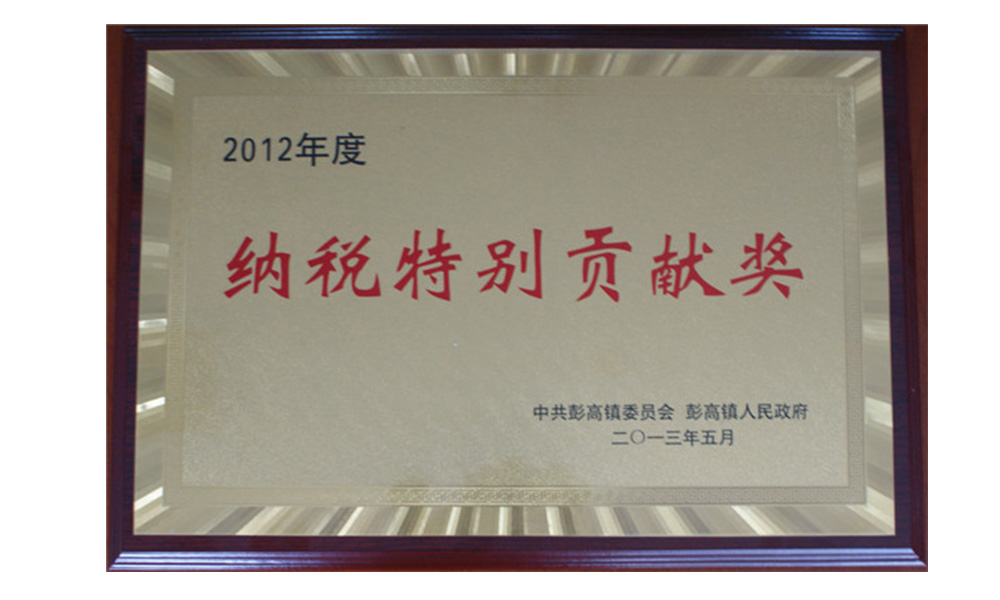 2012年度
纳税特别贡献奖
中共彭高镇委员会 彭高镇人民政府
二〇一三年五月